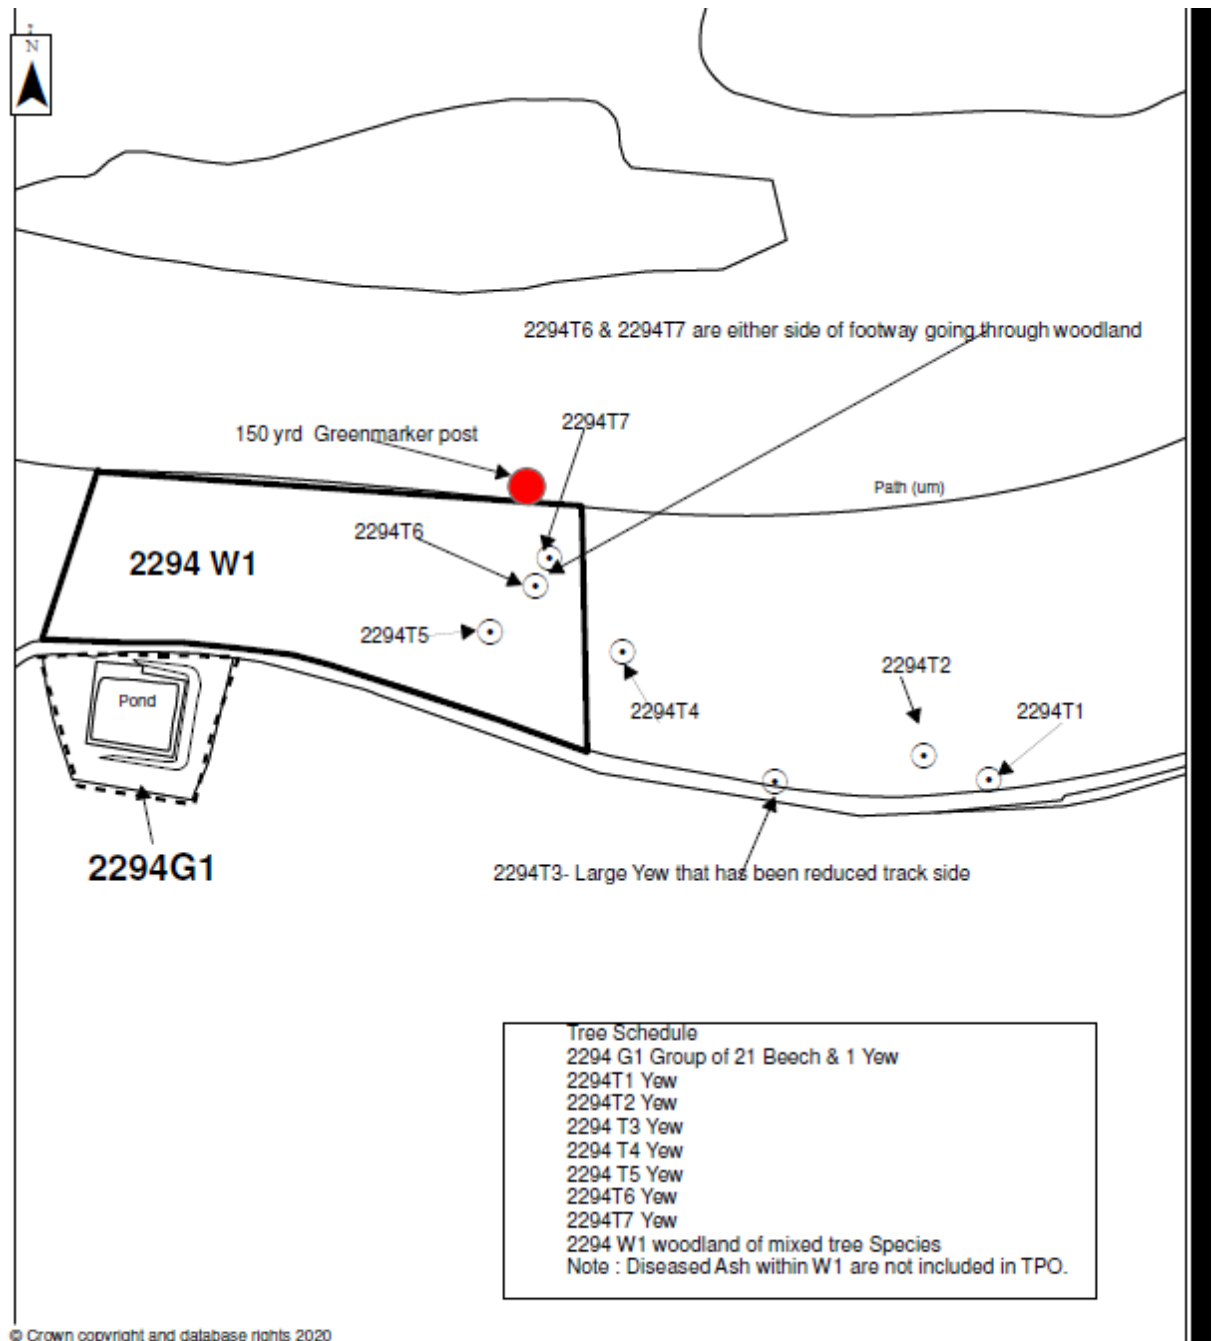 N
2294T6 & 2294T7 are either side of footway going through woodland
2294T7
150 yrd Greenmarker post
Path (um)
2294T6
2294 W1
2294T5
2294T2
2294T4
2294T1
Pond
2294G1
2294T3- Large Yew that has been reduced track side
Tree Schedule
2294 G1 Group of 21 Beech & 1 Yew
2294T1 Yew
2294T2 Yew
2294 T3 Yew
2294 T4 Yew
2294 T5 Yew
2294T6 Yew
2294T7 Yew
2294 W1 woodland of mixed tree Species
Note : Diseased Ash within W1 are not included in TPO.
© Crown copyright and database rights 2020